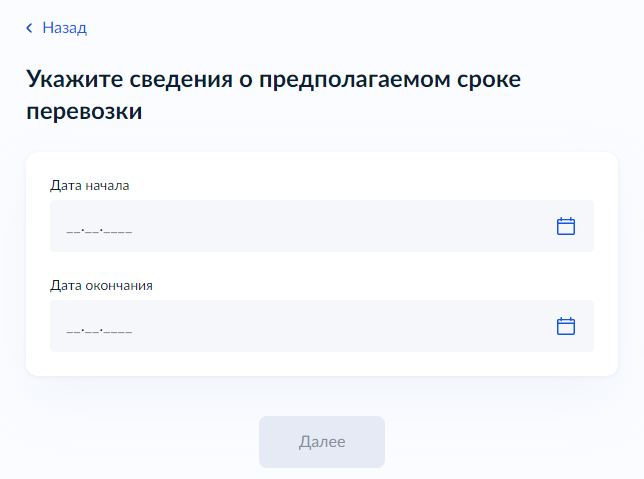 Назад
Укажите сведения о предполагаемом сроке
перевозки
Дата начала
__.__.____
Дата окончания
__.__.____
Далее